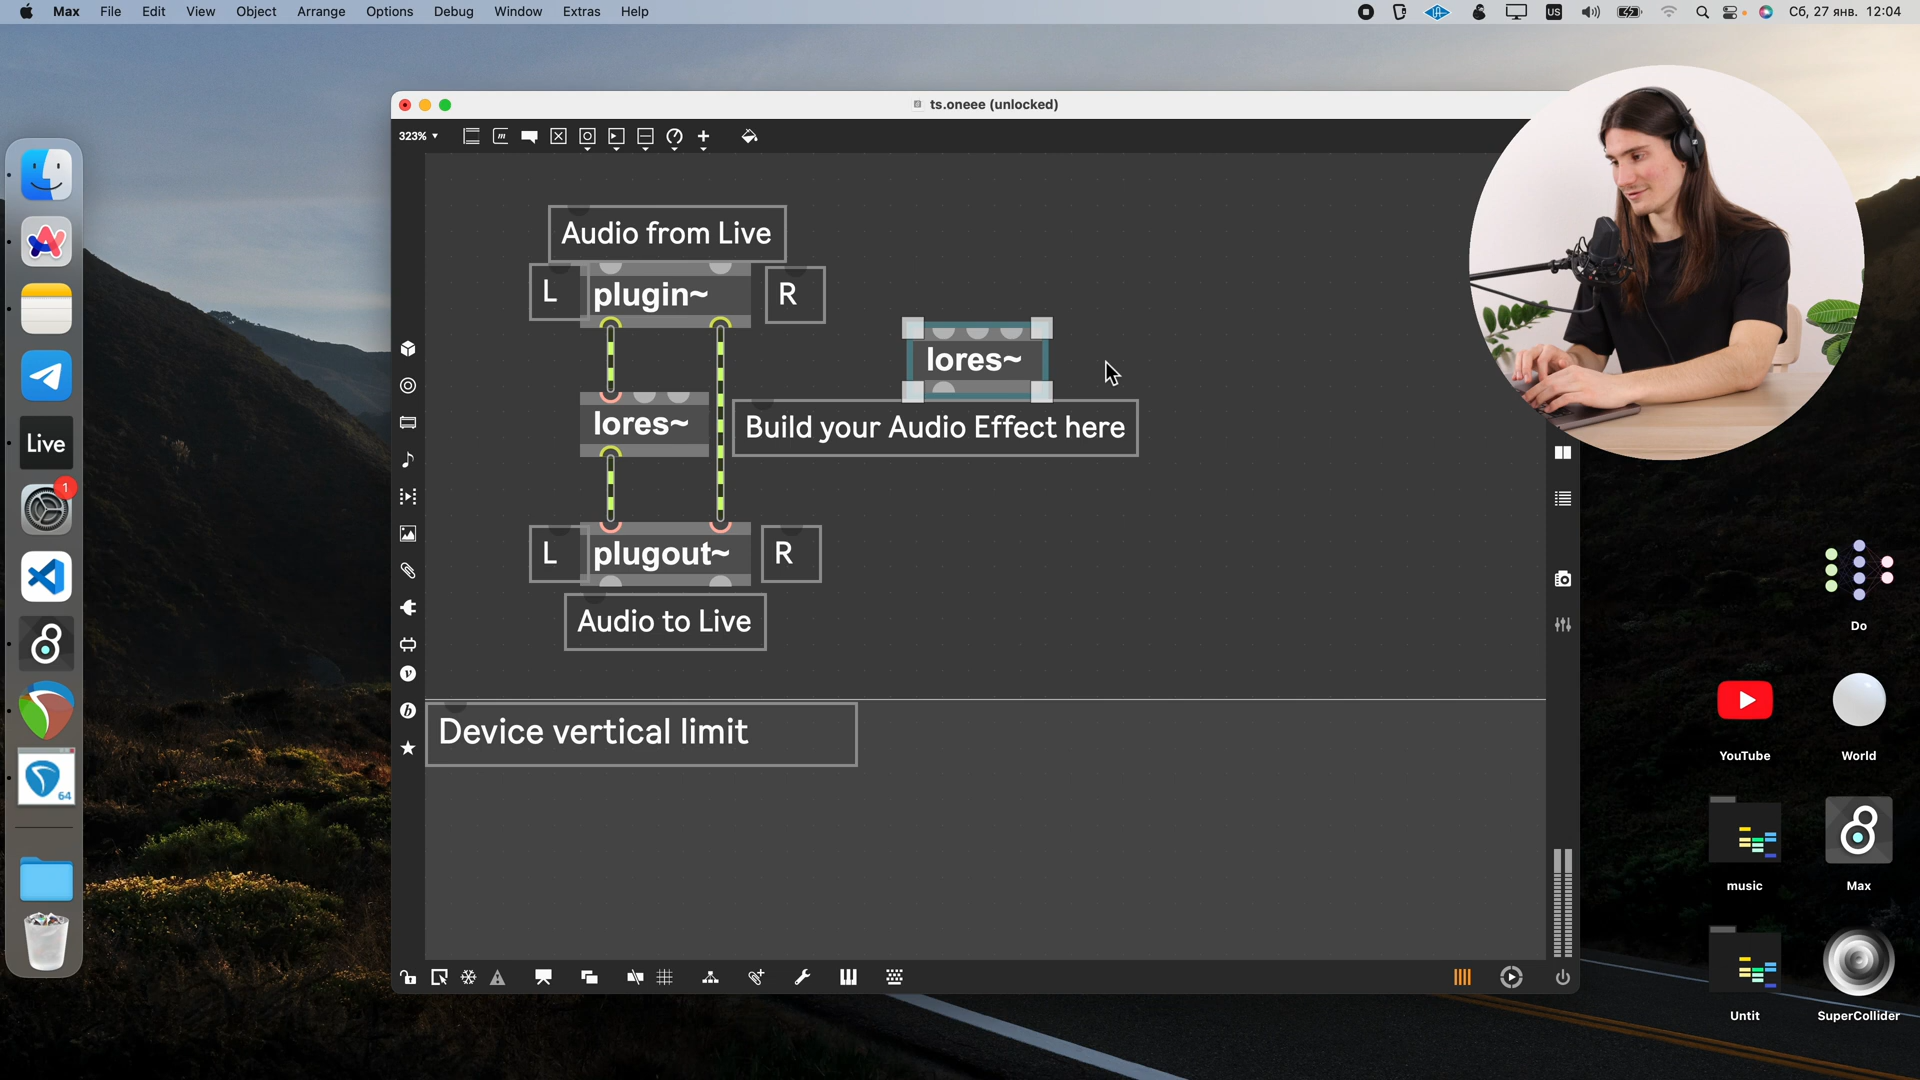 Max File Edit View Object Arrange Options Debug Window Extras Help
US
Сб, 27 янв. 12:04
ts.oneee (unlocked)
323%
m
Audio from Live
L plugin~ R
lores~
lores~
Build your Audio Effect here
L plugout~ R
Audio to Live
Device vertical limit
Live
1
64
v
b
Do
YouTube
World
music
Max
Untit
SuperCollider